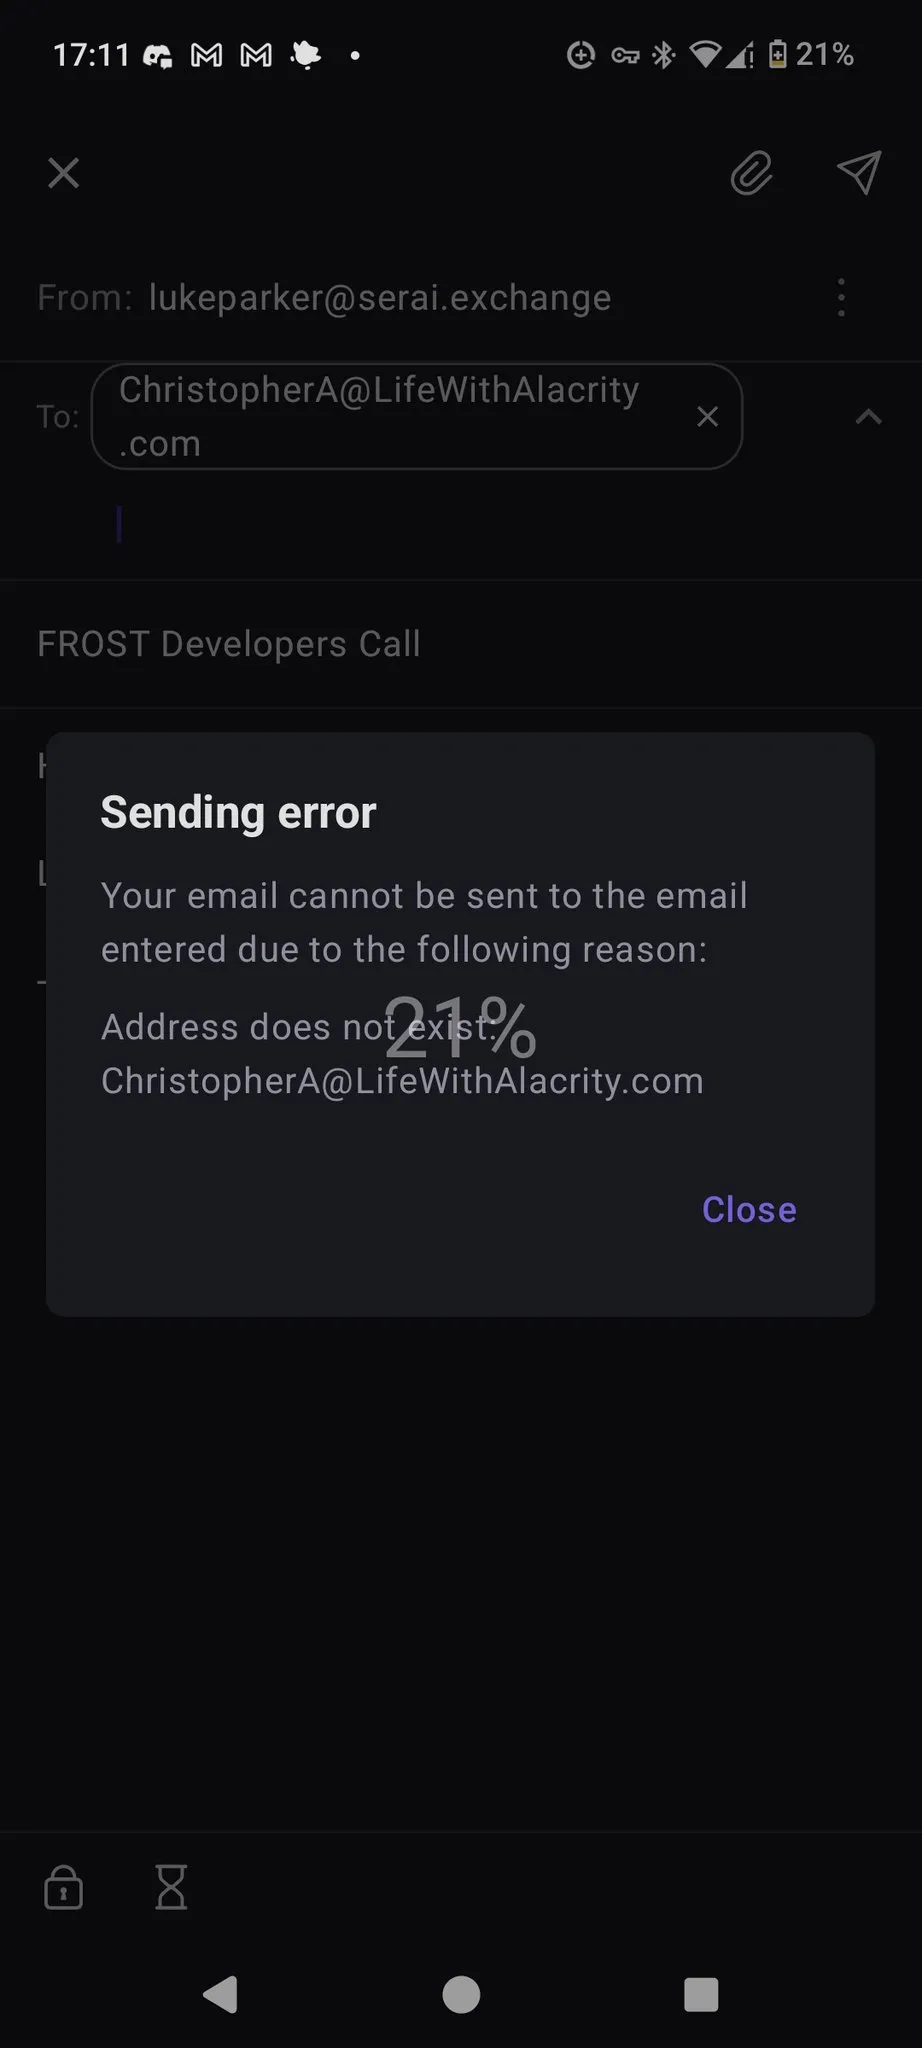 17:11
21%
From: lukeparker@serai.exchange
To:
ChristopherA@LifeWithAlacrity
.com
FROST Developers Call
H
L
Sending error
Your email cannot be sent to the email
entered due to the following reason:
Address does not exist:
21%
ChristopherA@LifeWithAlacrity.com
Close